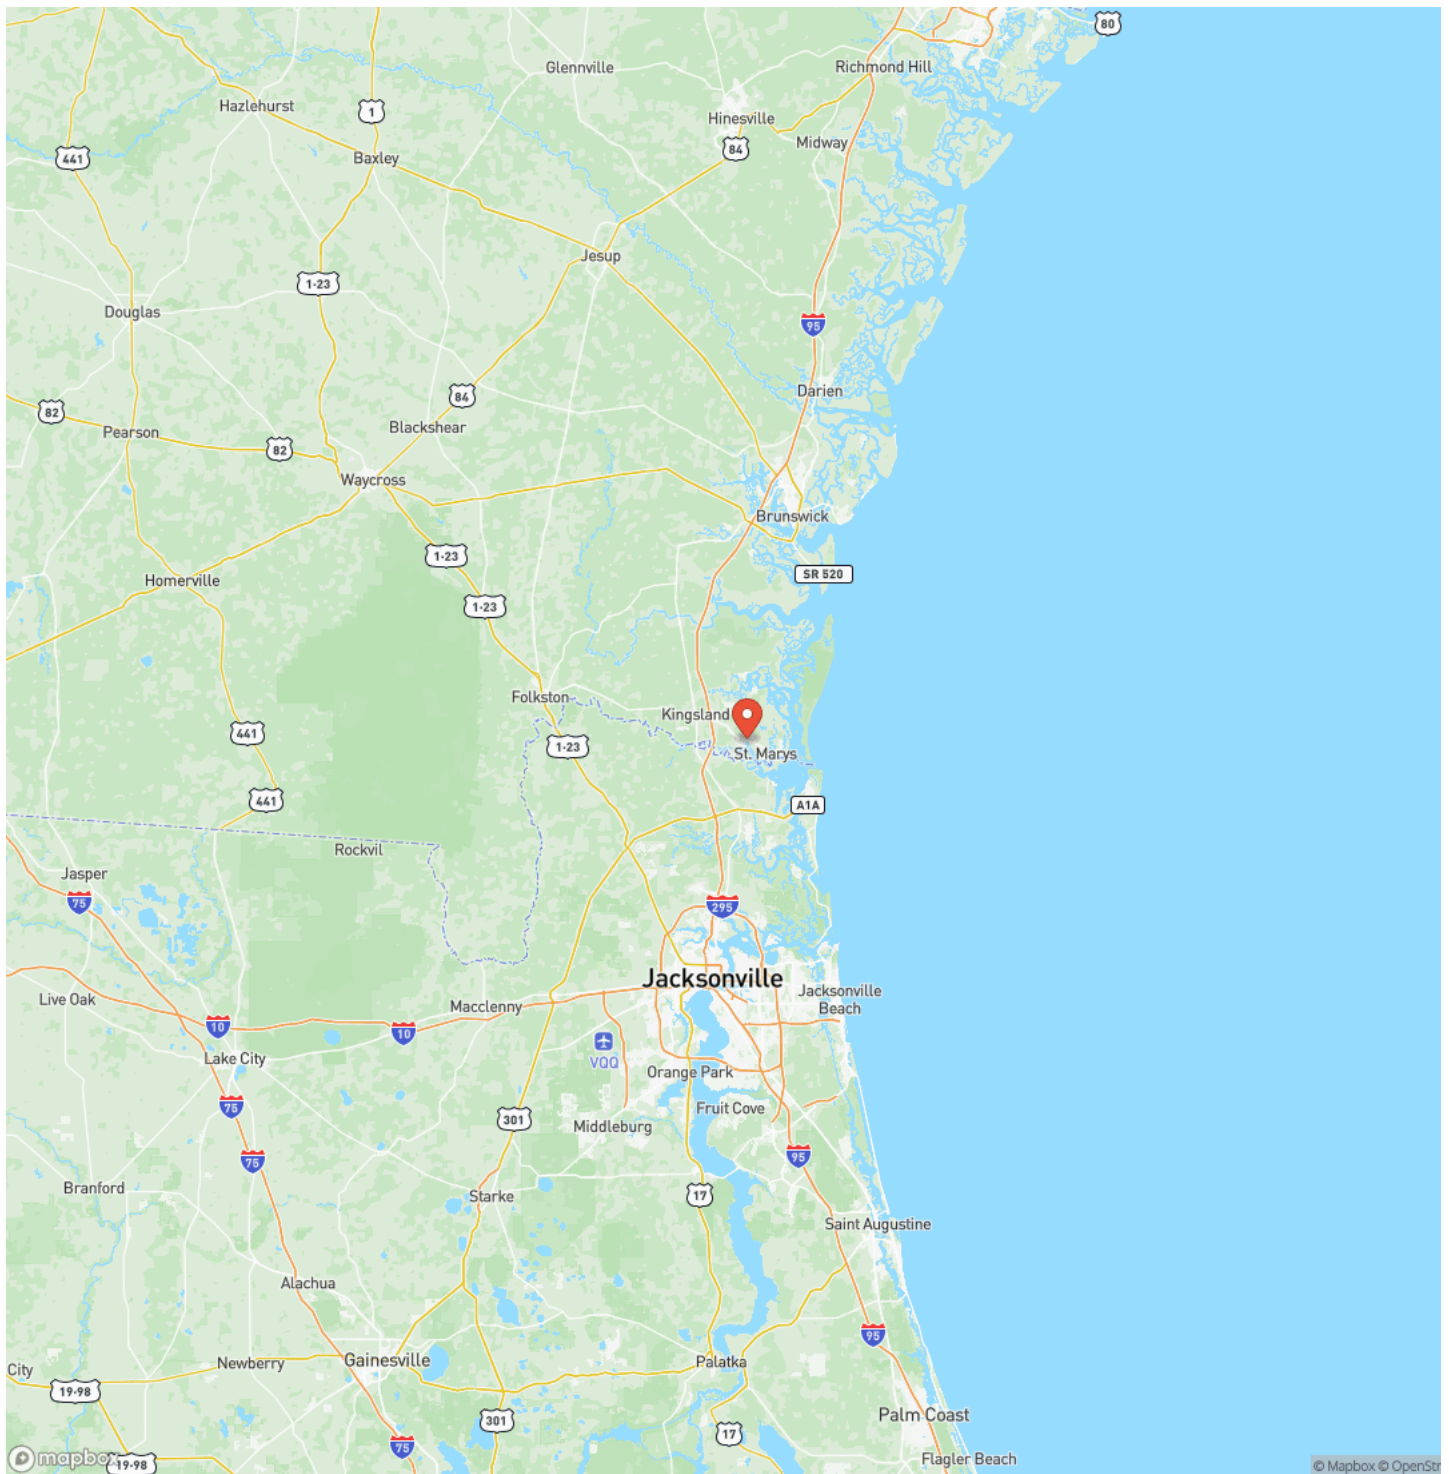 80
Glennville
Richmond Hill
Hazlehurst
1
Hinesville
Midway
84
441
Baxley
Jesup
1-23
Douglas
95
Darien
84
82
Blackshear
Pearson
82
Waycross
Brunswick
1-23
SR 520
Homerville
1-23
Folkston
Kingsland
441
1-23
St. Marys
441
A1A
Rockvil
Jasper
75
295
Jacksonville
Live Oak
Macclenny
Jacksonville
Beach
10
10
Lake City
VQQ
Orange Park
75
Fruit Cove
301
Middleburg
75
95
Branford
Starke
17
Saint Augustine
Alachua
95
Newberry
Gainesville
Palatka
City
19-98
301
Palm Coast
17
75
mapbox
19-98
Flagler Beach
© Mapbox © OpenStr